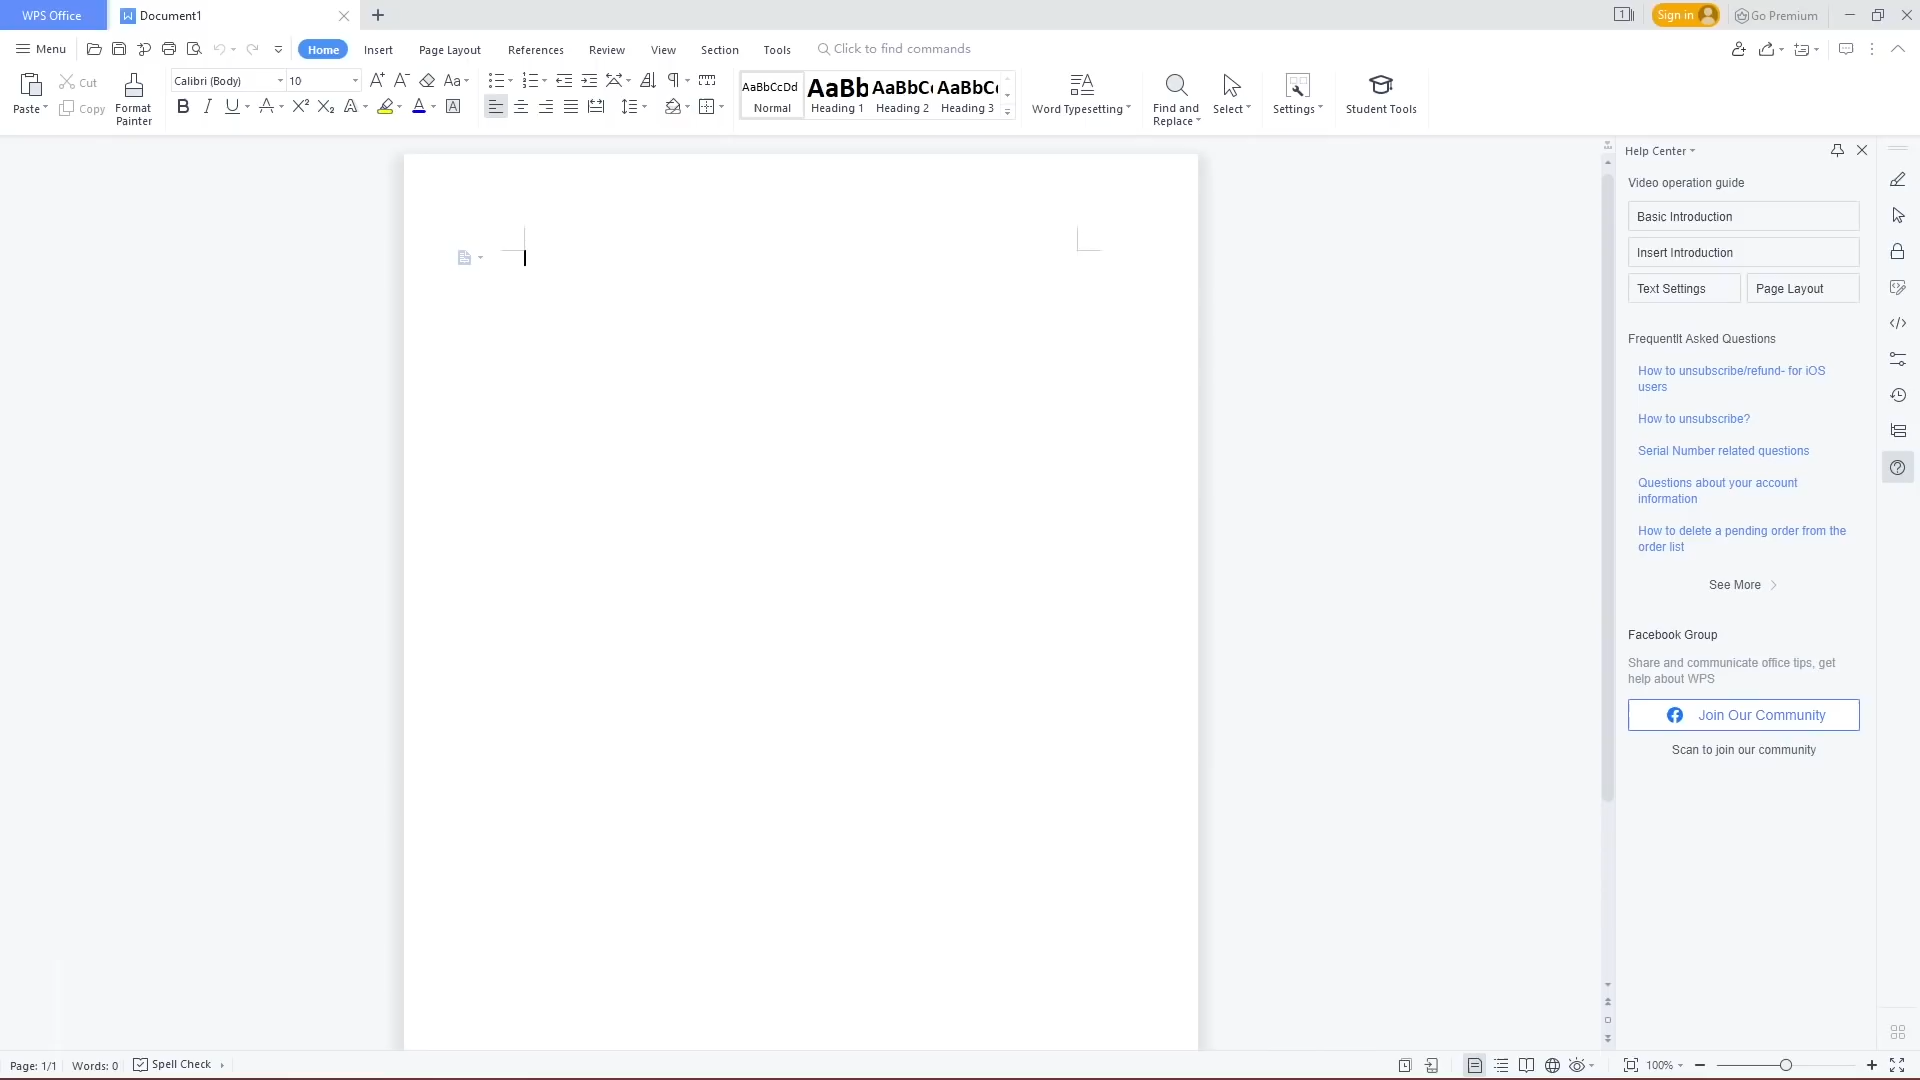 WPS Office
Document1
1
Sign in
Go Premium
Menu
Home
Insert
Page Layout
References
Review
View
Section
Tools
Click to find commands
Paste
Cut
Copy
Format
Painter
Calibri (Body)
10
AaBbCcDd
Normal
AaBb
Heading 1
AaBbC
Heading 2
AaBbC
Heading 3
Word Typesetting
Find and
Replace
Select
Settings
Student Tools
Help Center
Video operation guide
Basic Introduction
Insert Introduction
Text Settings
Page Layout
Frequentlt Asked Questions
How to unsubscribe/refund- for iOS
users
How to unsubscribe?
Serial Number related questions
Questions about your account
information
How to delete a pending order from the
order list
See More
Facebook Group
Share and communicate office tips, get
help about WPS
Join Our Community
Scan to join our community
Page: 1/1
Words: 0
Spell Check
100%